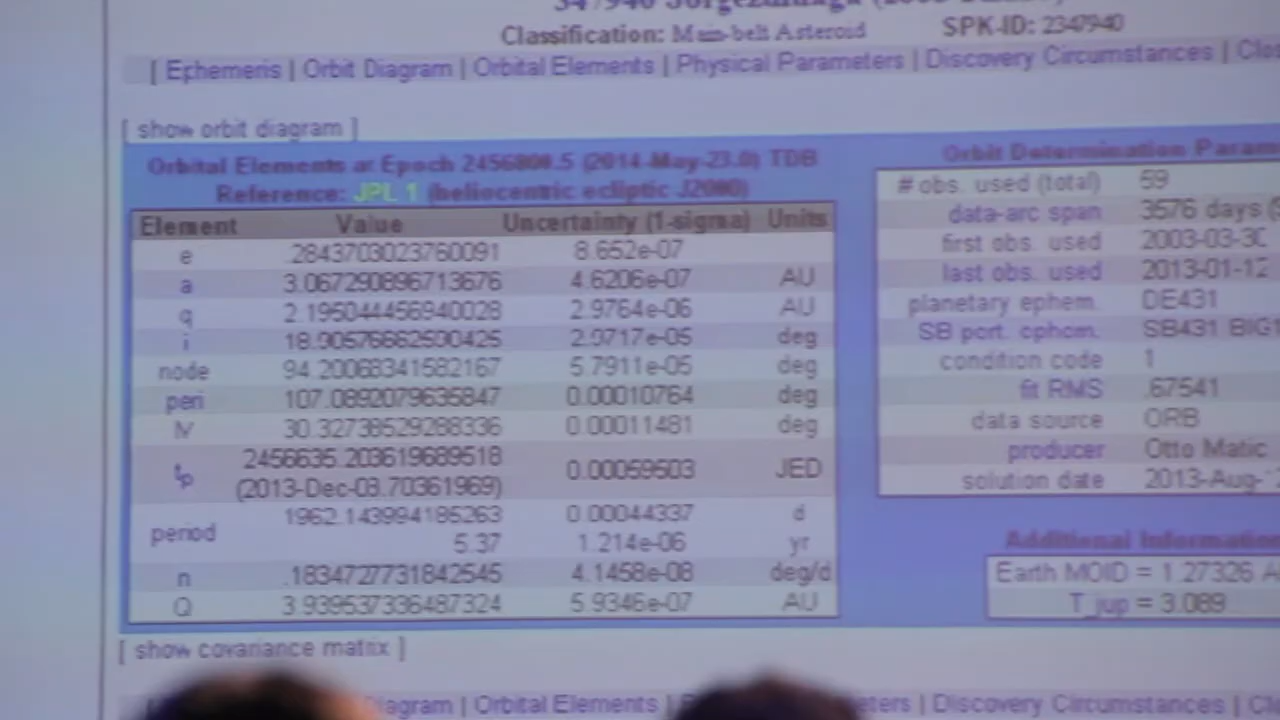 Classification: Main-belt Asteroid SPK-ID: 2347940
[ Ephemeris | Orbit Diagram | Orbital Elements | Physical Parameters | Discovery Circumstances |
[ show orbit diagram ]
Orbital Elements at Epoch 2456800.5 (2014-May-23.0) TDB
Reference: JPL 1 (heliocentric ecliptic J2000)
Element Value Uncertainty (1-sigma) Units
e .2843703023760091 8.652e-07
a 3.067290896713676 4.6206e-07 AU
q 2.195044456940028 2.9764e-06 AU
i 18.90576662590425 2.9717e-05 deg
node 94.20068341582167 5.7911e-05 deg
peri 107.0892079635847 0.00010764 deg
M 30.32738529288336 0.00011481 deg
tp 2456635.203619689518 0.00059503 JED
(2013-Dec-08.70361969)
period 1962.143994185263 0.00044337 d
5.37 1.214e-06 yr
n .1834727731842545 4.1458e-08 deg/d
Q 3.939537336487324 5.9346e-07 AU
[ show covariance matrix ]
Orbit Determination
# obs. used (total) 59
data-arc span 3576 days
first obs. used 2003-03-30
last obs. used 2013-01-12
planetary ephem. DE431
SB pert. ephem. SB431
condition code 1
fit RMS .67541
data source ORB
producer Otto Matic
solution date 2013-Aug-
Additional Information
Earth MOID = 1.27326
T_jup = 3.089
| Orbital Elements | Discovery Circumstances |